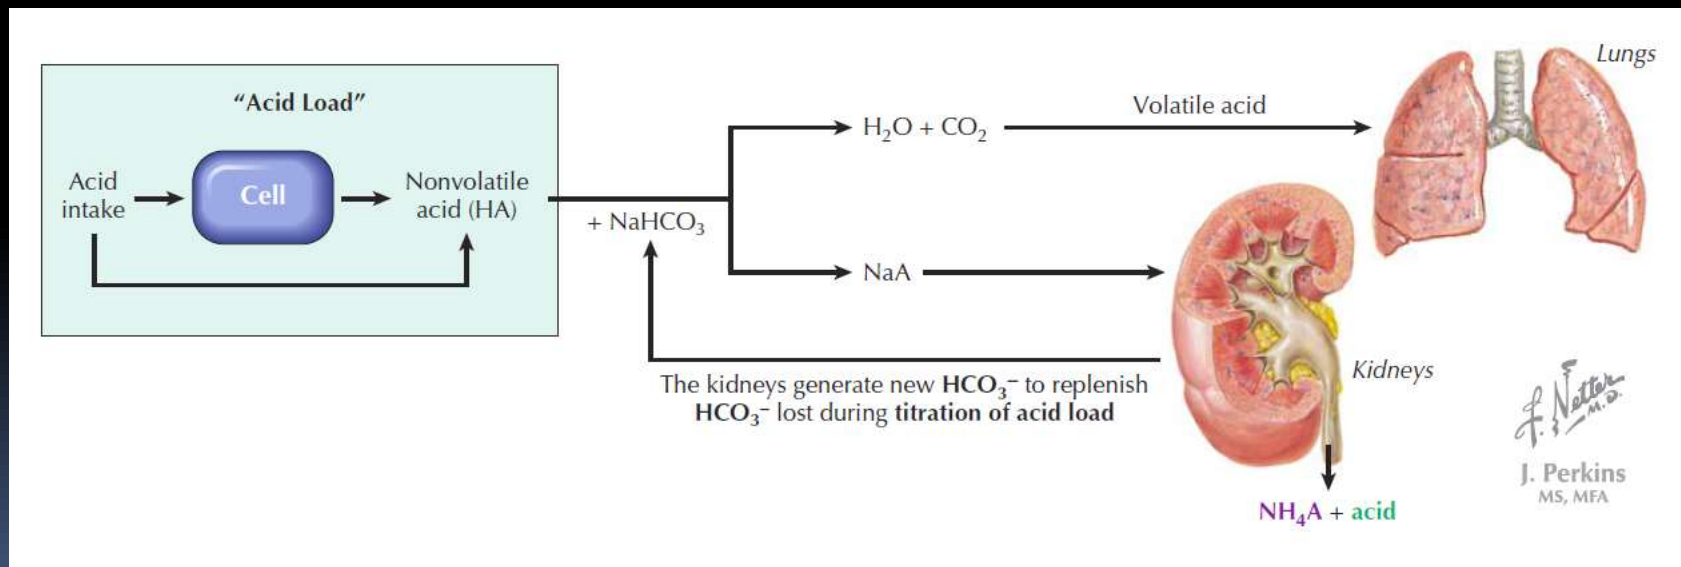 "Acid Load"
Acid
intake
Cell
Nonvolatile
acid (HA)
+ NaHCO₃
H₂O + CO₂
Volatile acid
Lungs
NaA
The kidneys generate new HCO₃⁻ to replenish
HCO₃⁻ lost during titration of acid load
Kidneys
NH₄A + acid
F. Netter
M.D.
J. Perkins
MS, MFA